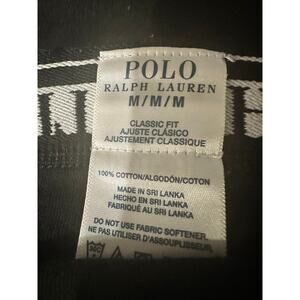 POLO
RALPH LAUREN
M/M/M
CLASSIC FIT
AJUSTE CLÁSICO
AJUSTEMENT CLASSIQUE
100% COTTON/ALGODÓN/COTON
MADE IN SRI LANKA
HECHO EN SRI LANKA
FABRIQUÉ AU SRI LANKA
DO NOT USE FABRIC SOFTENER.
NE PAS UTILISER D'ASSOUPLISSANT.